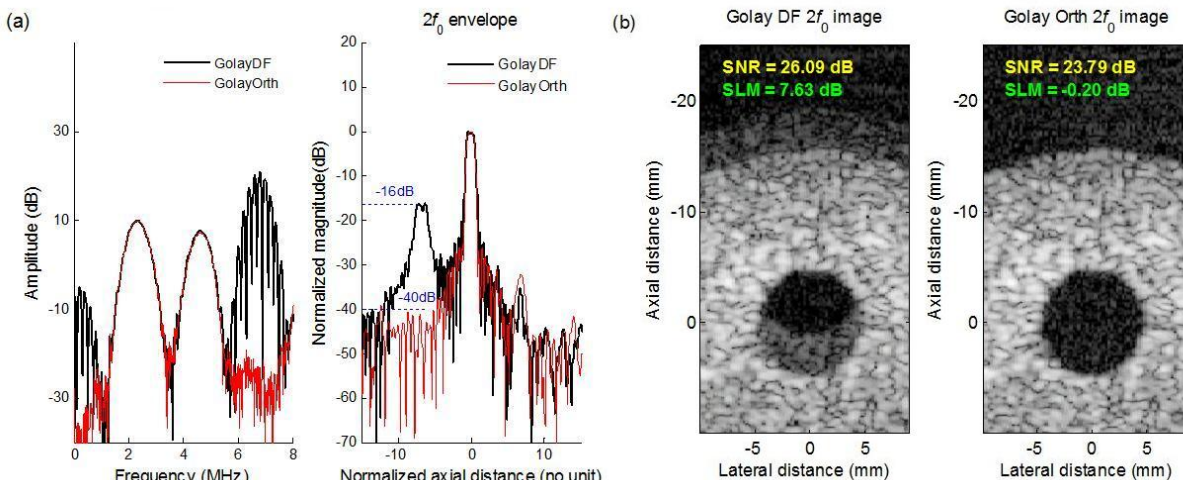 (a)
GolayDF
GolayOrth
Amplitude (dB)
30
10
-10
-30
0
2
4
6
8
Frequency (MHz)
2f₀ envelope
GolayDF
GolayOrth
Normalized magnitude(dB)
20
10
0
-10
-20
-30
-40
-50
-60
-70
-16dB
-40dB
-10
0
10
Normalized axial distance (no unit)
(b)
Golay DF 2f₀ image
SNR = 26.09 dB
SLM = 7.63 dB
Axial distance (mm)
-20
-10
0
-5
0
5
Lateral distance (mm)
Golay Orth 2f₀ image
SNR = 23.79 dB
SLM = -0.20 dB
Axial distance (mm)
-20
-10
0
-5
0
5
Lateral distance (mm)